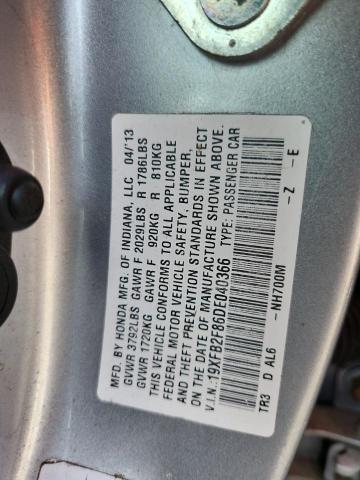 MFD. BY HONDA MFG. OF INDIANA, LLC 04/13
GVWR 3792LBS GAWR F 2029LBS R 1786LBS
GVWR 1720KG GAWR F 920KG R 810KG
THIS VEHICLE CONFORMS TO ALL APPLICABLE
FEDERAL MOTOR VEHICLE SAFETY, BUMPER,
AND THEFT PREVENTION STANDARDS IN EFFECT
ON THE DATE OF MANUFACTURE SHOWN ABOVE.
V.I.N.:19XFB2F86DE040366 TYPE: PASSENGER CAR
TR3 D AL6 -NH700M -Z -E